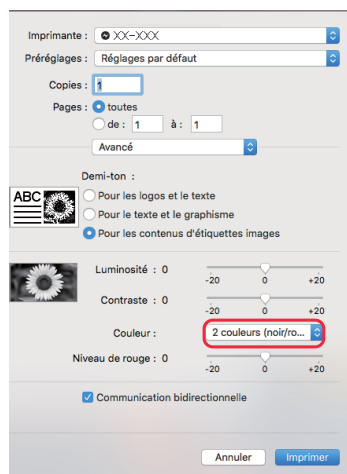 Imprimante : XX-XXX
Préréglages : Réglages par défaut
Copies : 1
Pages : toutes
de : 1 à : 1
Avancé
Demi-ton :
ABC
Pour les logos et le texte
Pour le texte et le graphisme
Pour les contenus d'étiquettes images
Luminosité : 0
-20 0 +20
Contraste : 0
-20 0 +20
Couleur : 2 couleurs (noir/ro...
Niveau de rouge : 0
-20 0 +20
Communication bidirectionnelle
Annuler Imprimer